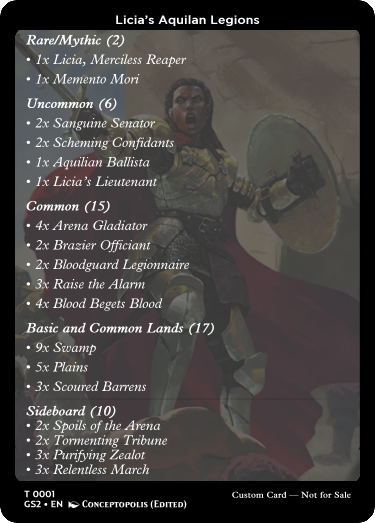 Licia's Aquilan Legions
Rare/Mythic (2)
• 1x Licia, Merciless Reaper
• 1x Memento Mori
Uncommon (6)
• 2x Sanguine Senator
• 2x Scheming Confidants
• 1x Aquilian Ballista
• 1x Licia's Lieutenant
Common (15)
• 4x Arena Gladiator
• 2x Brazier Officiant
• 2x Bloodguard Legionnaire
• 3x Raise the Alarm
• 4x Blood Begets Blood
Basic and Common Lands (17)
• 9x Swamp
• 5x Plains
• 3x Scoured Barrens
Sideboard (10)
• 2x Spoils of the Arena
• 2x Tormenting Tribute
• 3x Purifying Zealot
• 3x Relentless March
T 0001
GS2 • EN Conceptopolis (Edited)
Custom Card — Not for Sale